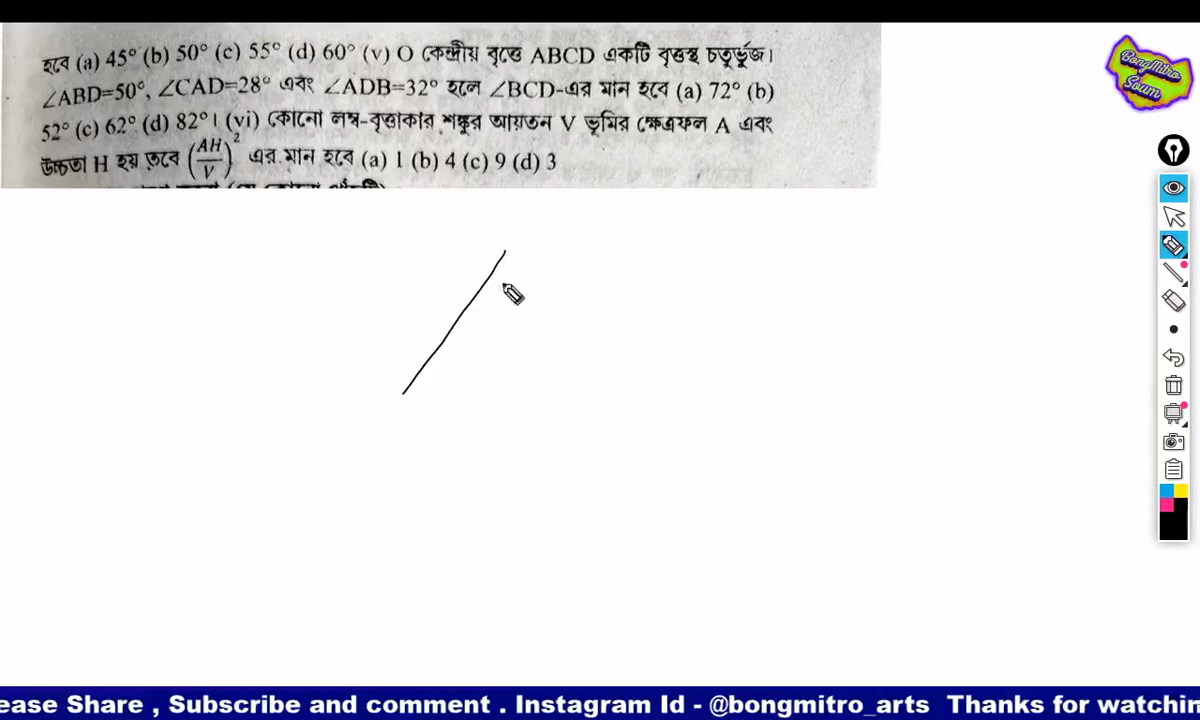 হবে (a) 45° (b) 50° (c) 55° (d) 60° (v) O কেন্দ্রীয় বৃত্তে ABCD একটি বৃত্তস্থ চতুর্ভুজ।
∠ABD=50°, ∠CAD=28° এবং ∠ADB=32° হলে ∠BCD-এর মান হবে (a) 72° (b)
52° (c) 62° (d) 82°। (vi) কোনো লম্ব-বৃত্তাকার শঙ্কুর আয়তন V ভূমির ক্ষেত্রফল A এবং
উচ্চতা H হয় তবে (AH/V)² এর মান হবে (a) 1 (b) 4 (c) 9 (d) 3
BongMitro
Soum
ease Share , Subscribe and comment . Instagram Id - @bongmitro_arts Thanks for watchin